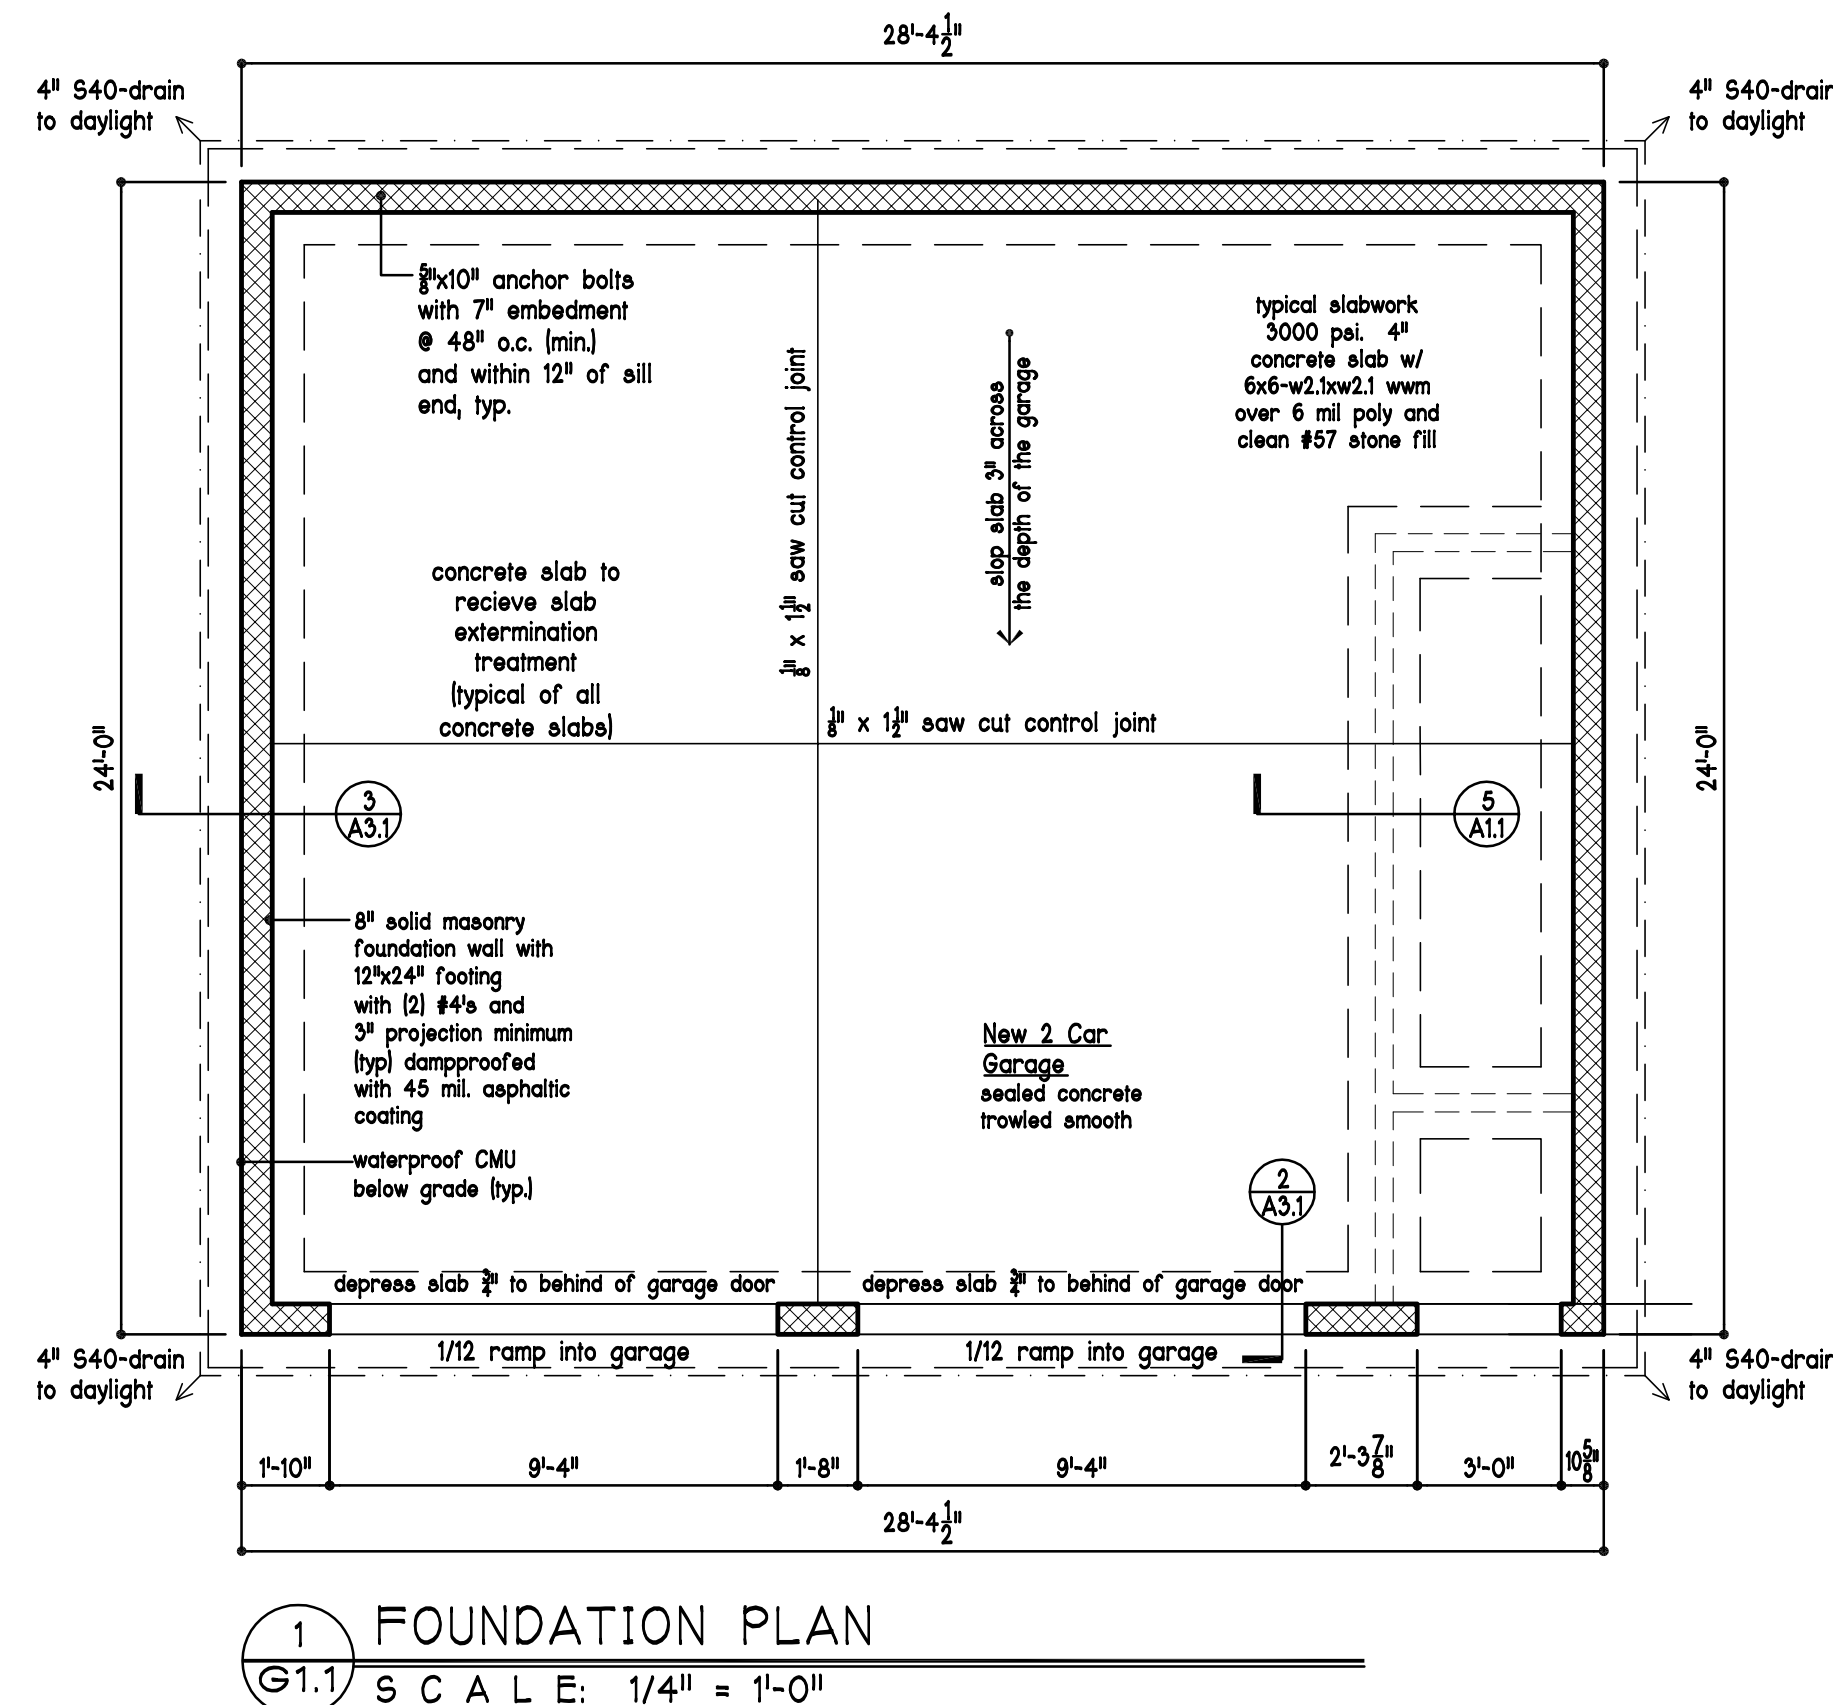 28'-4 1/2"
4" S40-drain
to daylight
4" S40-drain
to daylight
5/8"x10" anchor bolts
with 7" embedment
@ 48" o.c. (min.)
and within 12" of sill
end, typ.
typical slabwork
3000 psi. 4"
concrete slab w/
6x6-w2.1xw2.1 wwm
over 6 mil poly and
clean #57 stone fill
slop slab 3" across
the depth of the garage
1/8" x 1 1/2" saw cut control joint
concrete slab to
recieve slab
extermination
treatment
(typical of all
concrete slabs)
1/8" x 1 1/2" saw cut control joint
24'-0"
24'-0"
3
A3.1
5
A1.1
8" solid masonry
foundation wall with
12"x24" footing
with (2) #4's and
3" projection minimum
(typ) dampproofed
with 45 mil. asphaltic
coating
waterproof CMU
below grade (typ.)
New 2 Car
Garage
sealed concrete
trowled smooth
2
A3.1
depress slab 3/4" to behind of garage door
depress slab 3/4" to behind of garage door
1/12 ramp into garage
1/12 ramp into garage
4" S40-drain
to daylight
4" S40-drain
to daylight
1'-10"
9'-4"
1'-8"
9'-4"
2'-3 7/8"
3'-0"
10 5/8"
28'-4 1/2"
1
G1.1
FOUNDATION PLAN
SCALE: 1/4" = 1'-0"